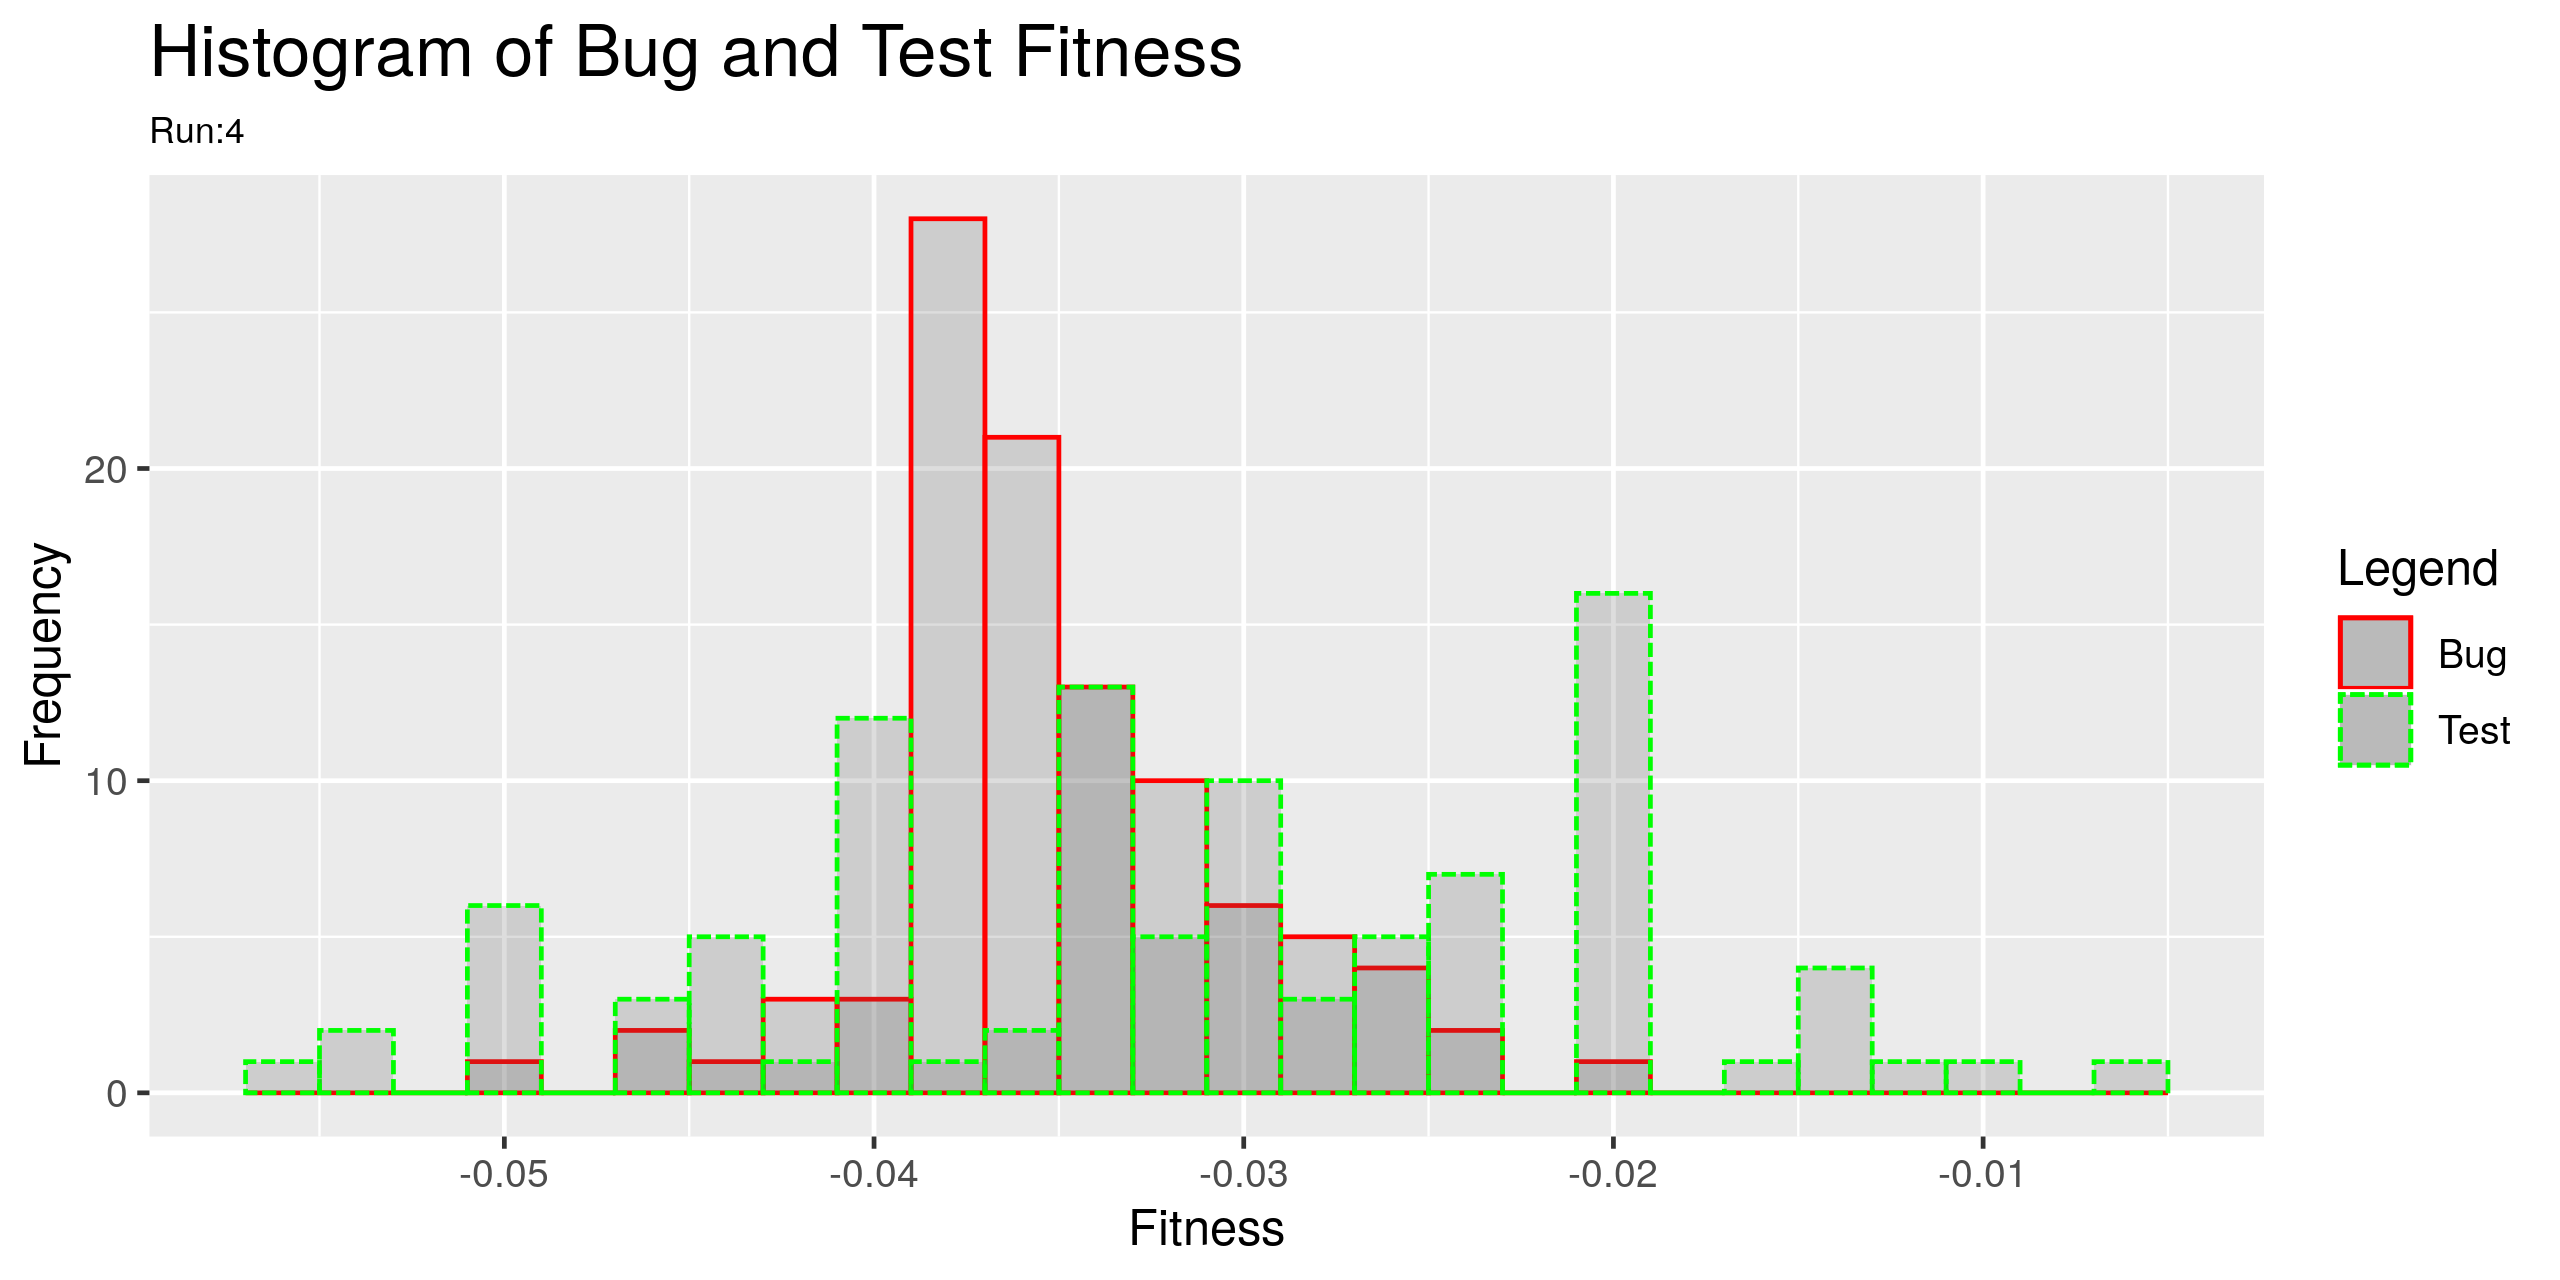 Histogram of Bug and Test Fitness
Run:4
Frequency
20
10
0
-0.05
-0.04
-0.03
-0.02
-0.01
Fitness
Legend
Bug
Test